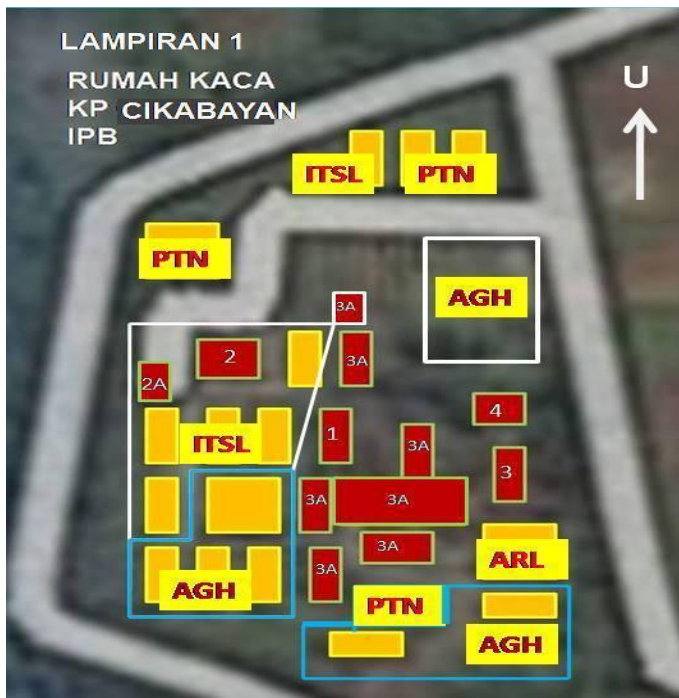 LAMPIRAN 1
RUMAH KACA
KP CIKABAYAN
IPB
U
ITSL
PTN
PTN
AGH
3A
2
3A
2A
4
1
ITSL
3A
3
3A
3A
3A
ARL
3A
AGH
PTN
AGH